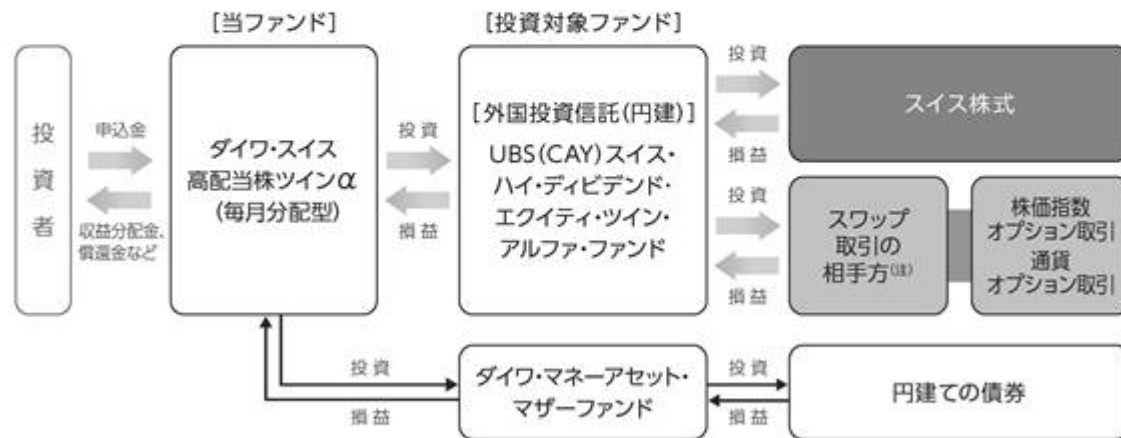 [当ファンド]
[投資対象ファンド]
投資者
申込金
収益分配金、
償還金など
ダイワ・スイス
高配当株ツインα
(毎月分配型)
投資
損益
[外国投資信託(円建)]
UBS(CAY)スイス・
ハイ・ディビデンド・
エクイティ・ツイン・
アルファ・ファンド
投資
損益
スイス株式
投資
損益
スワップ
取引の
相手方(注)
株価指数
オプション取引
通貨
オプション取引
投資
損益
ダイワ・マネーアセット・
マザーファンド
投資
損益
円建ての債券